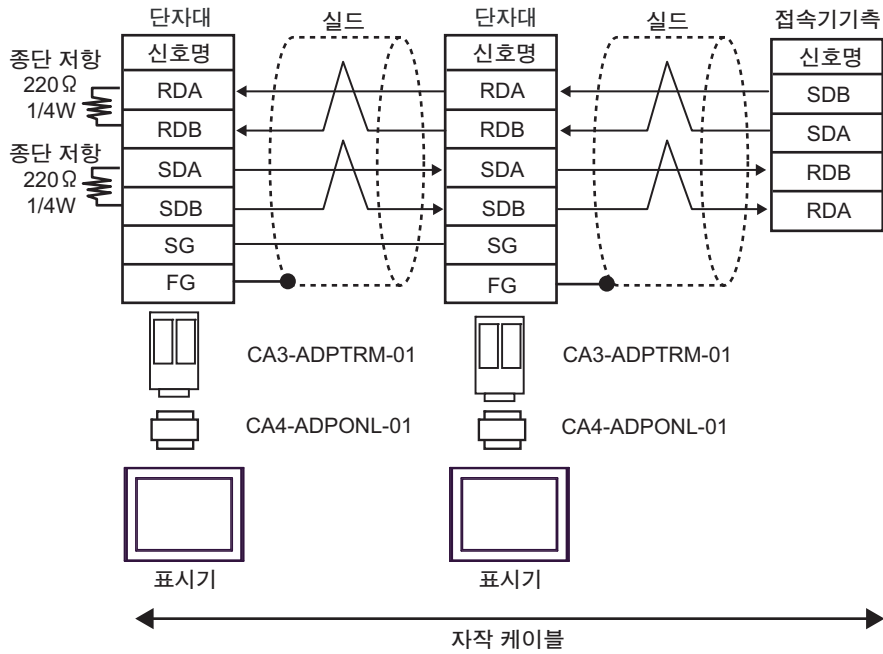 단자대
실드
단자대
실드
접속기기측
종단 저항
220Ω
1/4W
종단 저항
220Ω
1/4W
신호명
RDA
RDB
SDA
SDB
SG
FG
신호명
RDA
RDB
SDA
SDB
SG
FG
신호명
SDB
SDA
RDB
RDA
CA3-ADPTRM-01
CA3-ADPTRM-01
CA4-ADPONL-01
CA4-ADPONL-01
표시기
표시기
자작 케이블